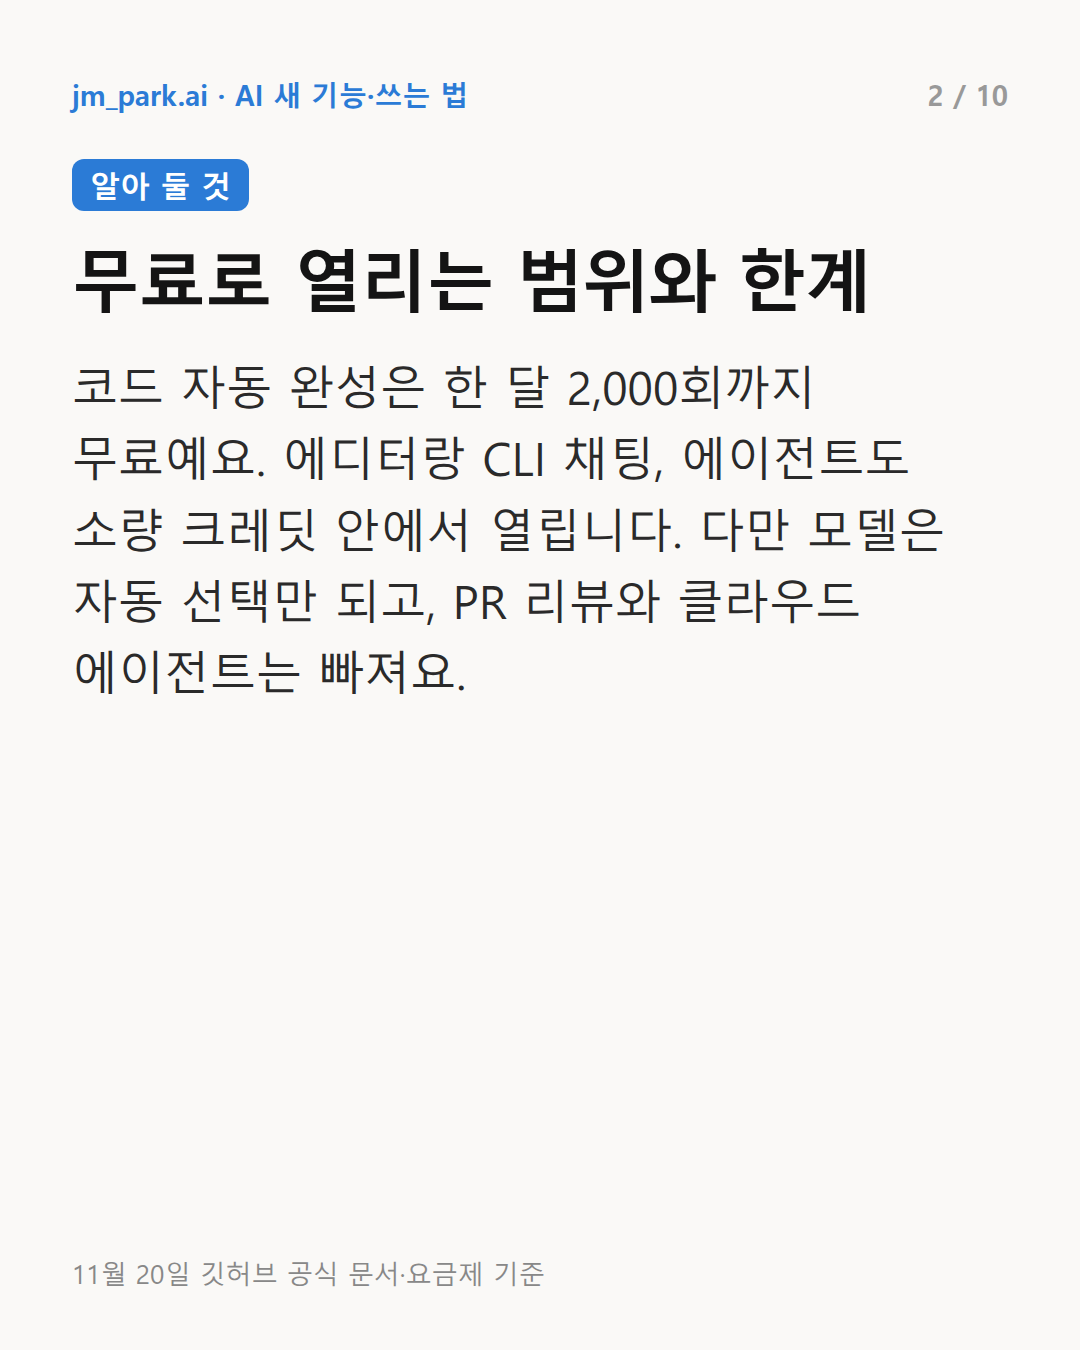 jm_park.ai · AI 새 기능·쓰는 법
2 / 10
알아 둘 것
무료로 열리는 범위와 한계
코드 자동 완성은 한 달 2,000회까지
무료예요. 에디터랑 CLI 채팅, 에이전트도
소량 크레딧 안에서 열립니다. 다만 모델은
자동 선택만 되고, PR 리뷰와 클라우드
에이전트는 빠져요.
11월 20일 깃허브 공식 문서·요금제 기준